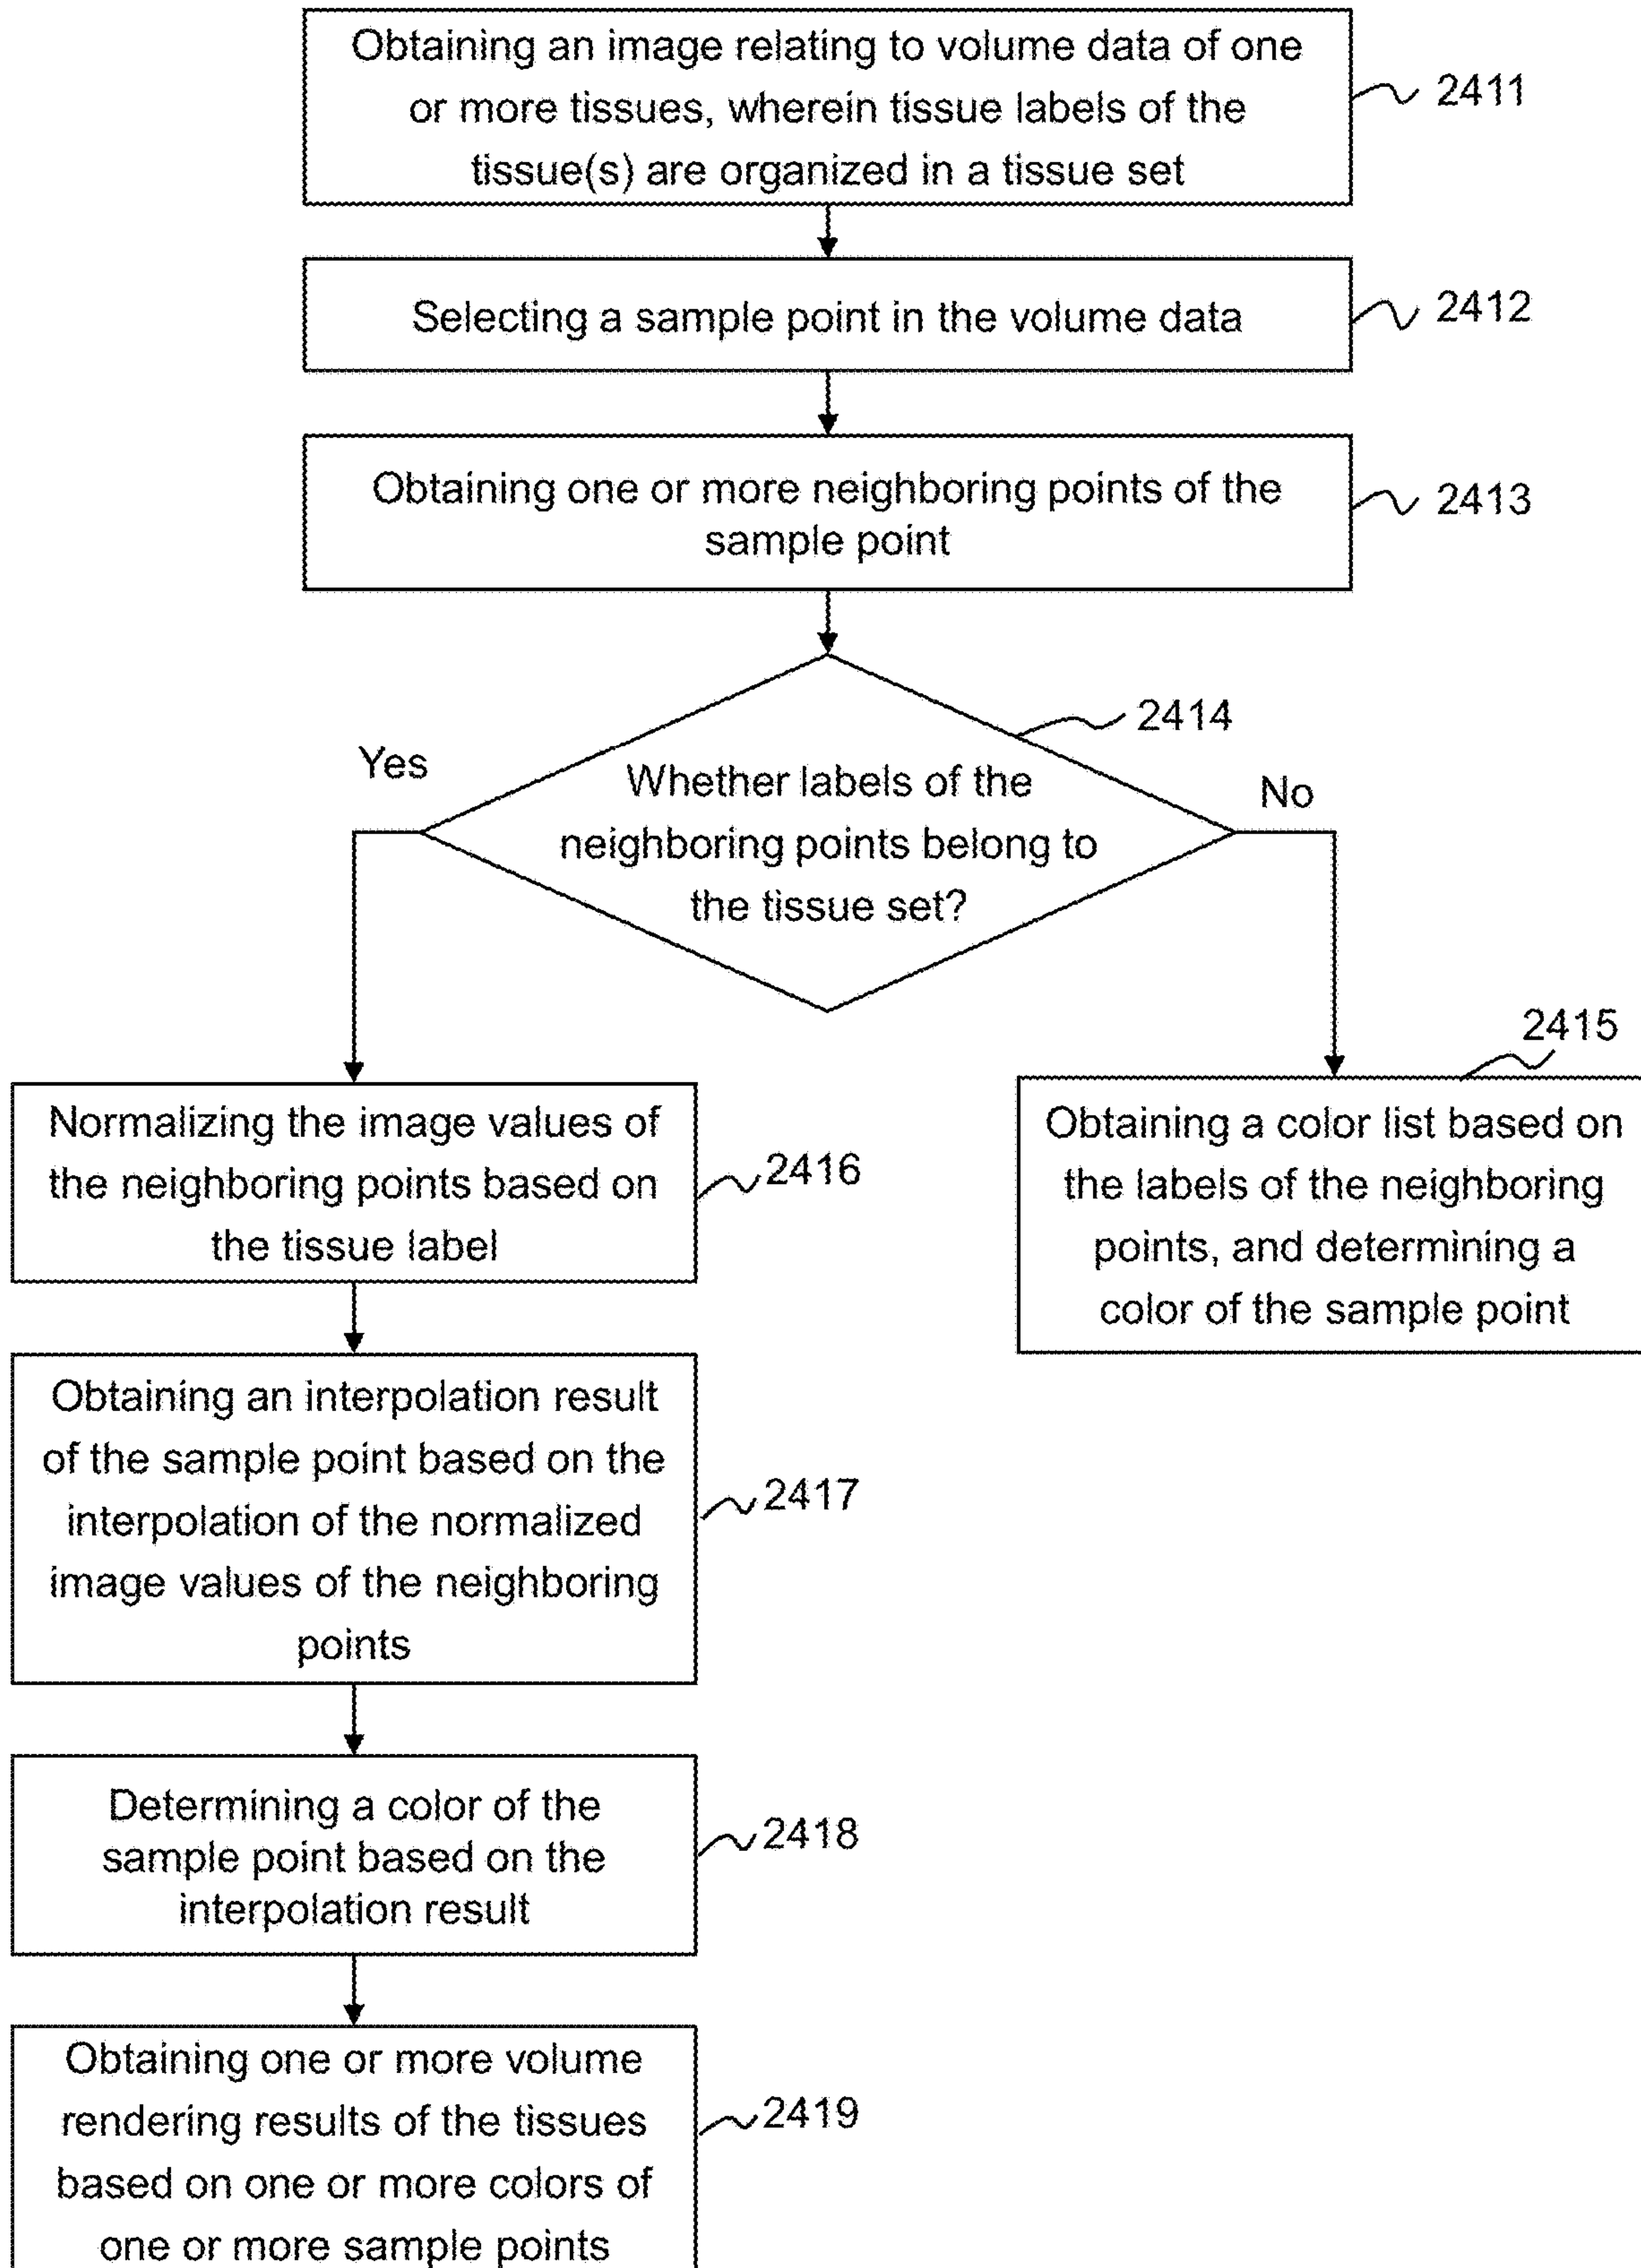 Obtaining an image relating to volume data of one
or more tissues, wherein tissue labels of the
tissue(s) are organized in a tissue set
2411
Selecting a sample point in the volume data
2412
Obtaining one or more neighboring points of the
sample point
2413
2414
Yes
Whether labels of the
neighboring points belong to
the tissue set?
No
2415
Obtaining a color list based on
the labels of the neighboring
points, and determining a
color of the sample point
Normalizing the image values of
the neighboring points based on
the tissue label
2416
Obtaining an interpolation result
of the sample point based on the
interpolation of the normalized
image values of the neighboring
points
2417
Determining a color of the
sample point based on the
interpolation result
2418
Obtaining one or more volume
rendering results of the tissues
based on one or more colors of
one or more sample points
2419